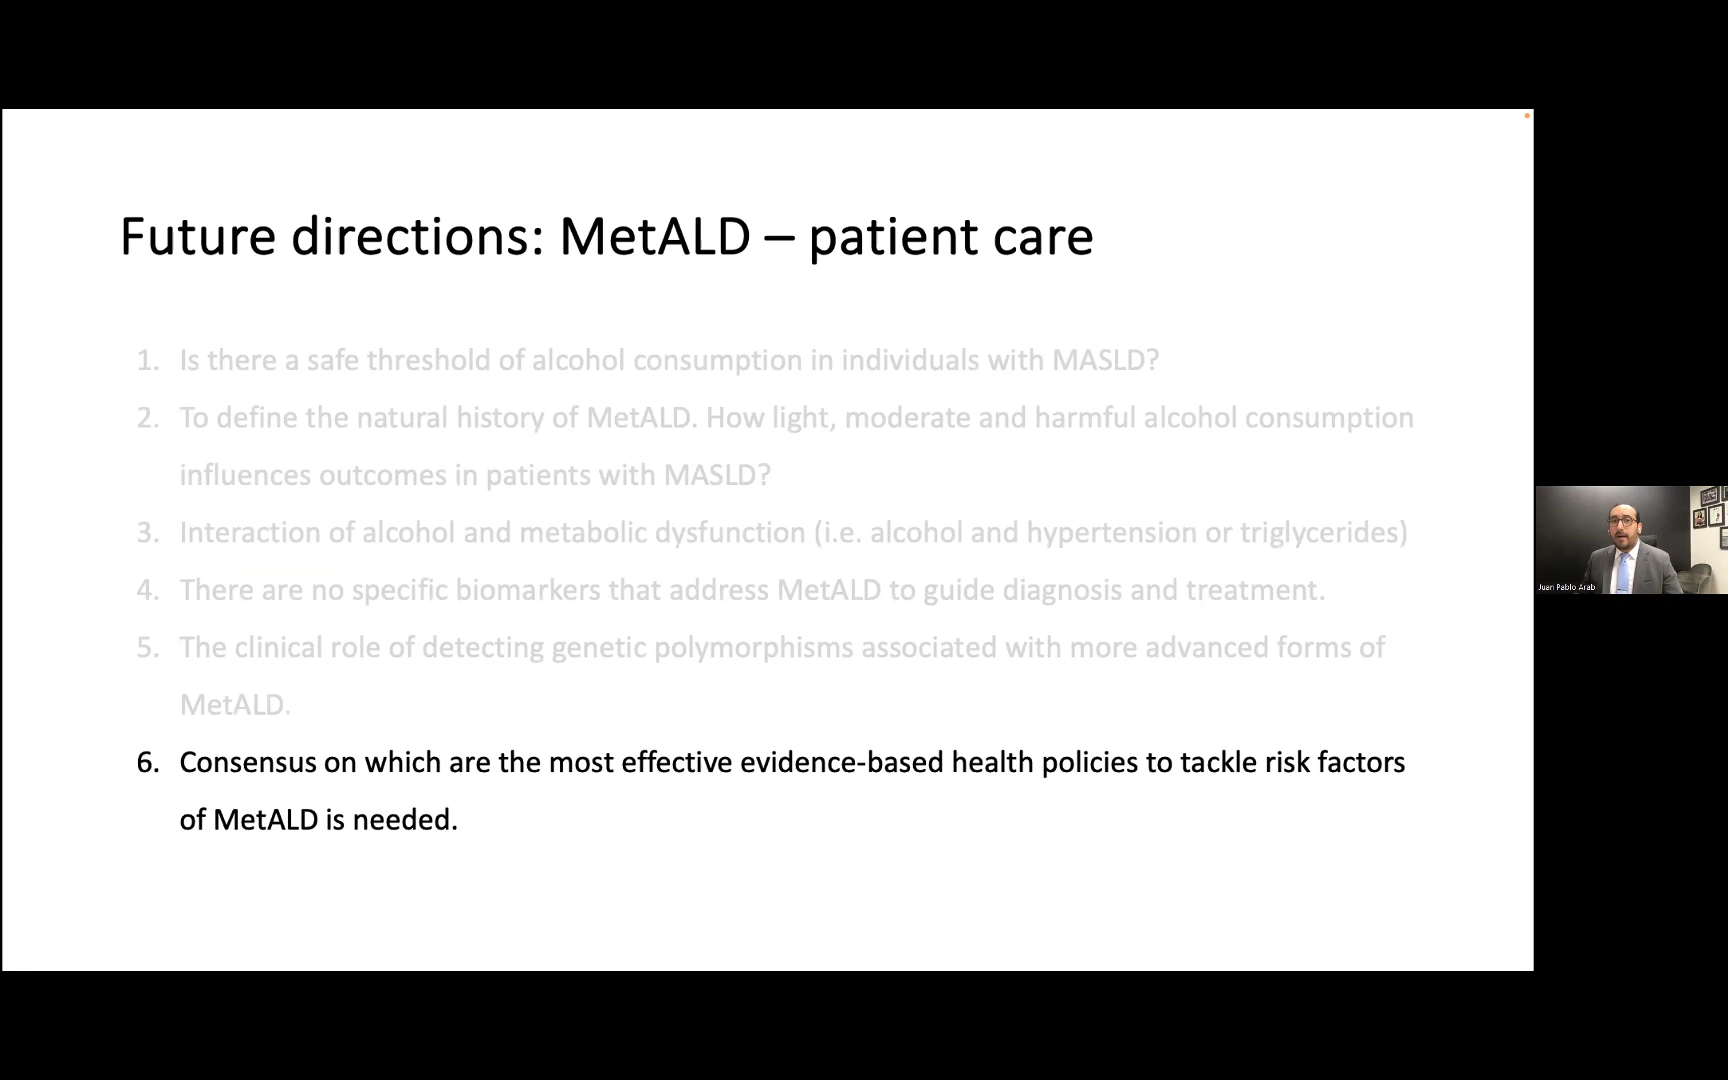 Future directions: MetALD – patient care
1. Is there a safe threshold of alcohol consumption in individuals with MASLD?
2. To define the natural history of MetALD. How light, moderate and harmful alcohol consumption
influences outcomes in patients with MASLD?
3. Interaction of alcohol and metabolic dysfunction (i.e. alcohol and hypertension or triglycerides)
4. There are no specific biomarkers that address MetALD to guide diagnosis and treatment.
5. The clinical role of detecting genetic polymorphisms associated with more advanced forms of
MetALD.
6. Consensus on which are the most effective evidence-based health policies to tackle risk factors
of MetALD is needed.
Juan Pablo Arab